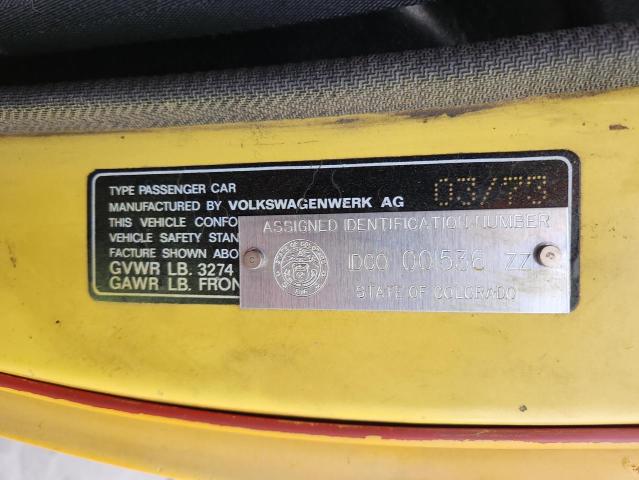 TYPE PASSENGER CAR
MANUFACTURED BY VOLKSWAGENWERK AG 03/73
THIS VEHICLE CONFO
VEHICLE SAFETY STAN
FACTURE SHOWN ABO
GVWR LB. 3274
GAWR LB. FRON
ASSIGNED IDENTIFICATION NUMBER
IDCO 001536 ZZ
STATE OF COLORADO